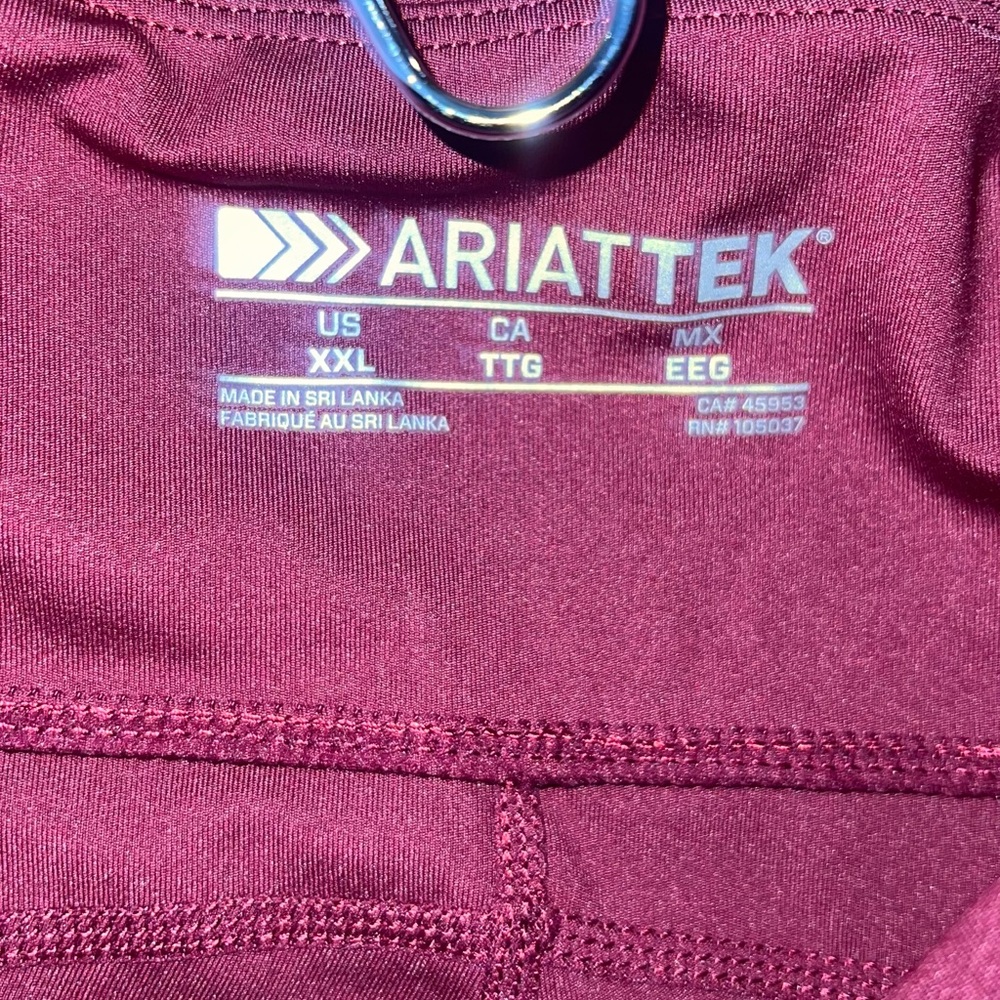 ARIATTEK®
US CA MX
XXL TTG EEG
MADE IN SRI LANKA CA# 45953
FABRIQUÉ AU SRI LANKA RN# 105037